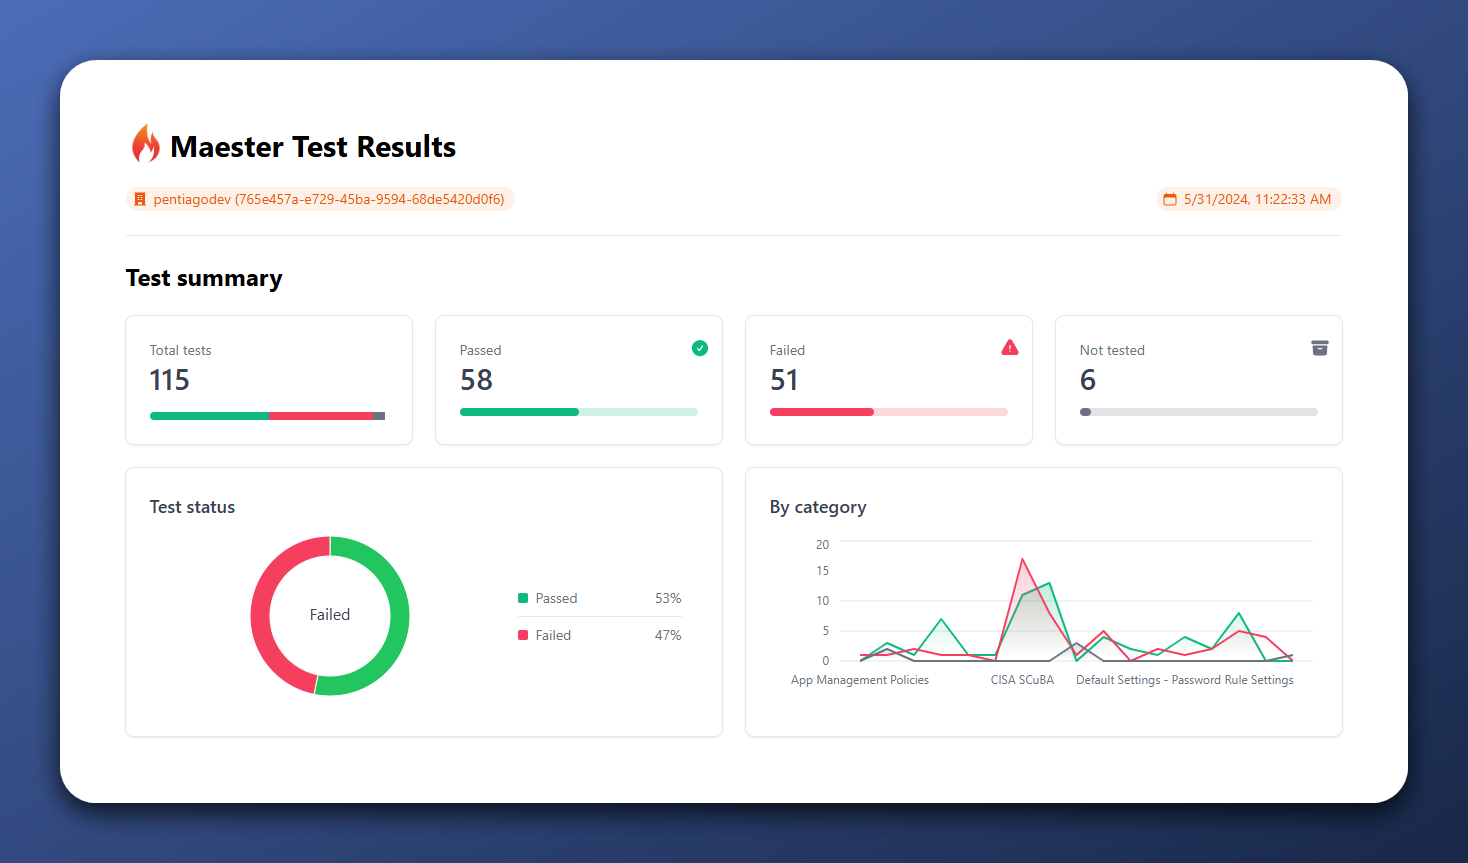 Maester Test Results
pentiagodev (765e457a-e729-45ba-9594-68de5420d0f6)
5/31/2024, 11:22:33 AM
Test summary
Total tests
115
Passed
58
Failed
51
Not tested
6
Test status
Failed
Passed 53%
Failed 47%
By category
20
15
10
5
0
App Management Policies
CISA SCuBA
Default Settings - Password Rule Settings